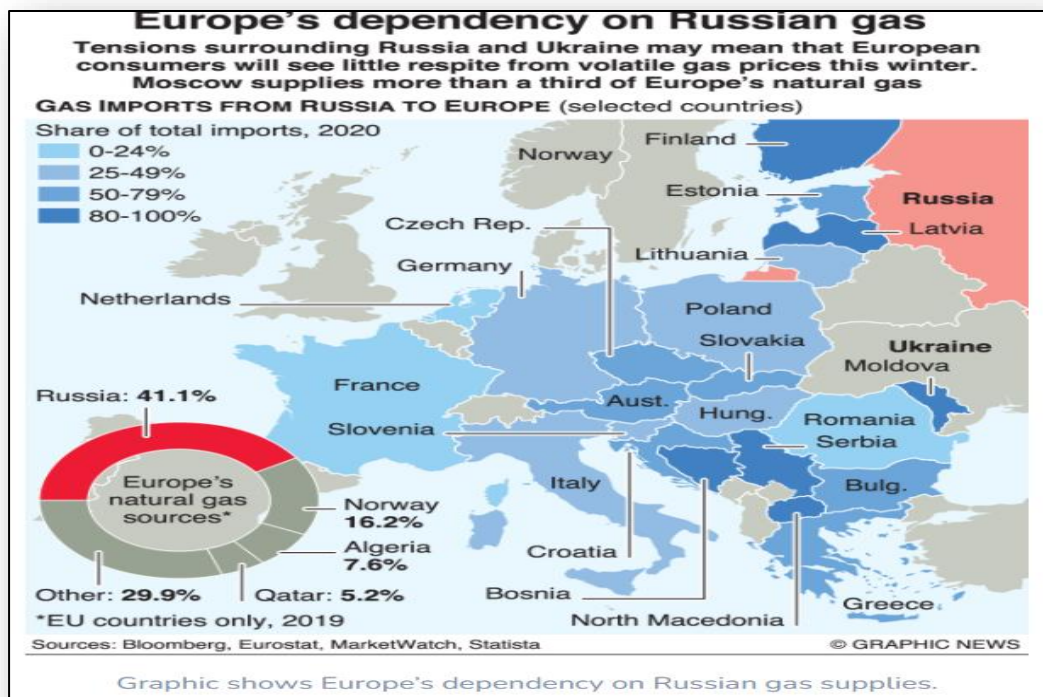 Europe's dependency on Russian gas
Tensions surrounding Russia and Ukraine may mean that European
consumers will see little respite from volatile gas prices this winter.
Moscow supplies more than a third of Europe's natural gas
GAS IMPORTS FROM RUSSIA TO EUROPE (selected countries)
Share of total imports, 2020
0-24%
25-49%
50-79%
80-100%
Norway
Finland
Estonia
Russia
Latvia
Czech Rep.
Lithuania
Germany
Netherlands
Poland
Slovakia
Ukraine
Moldova
France
Aust.
Hung.
Romania
Slovenia
Serbia
Italy
Bulg.
Croatia
Bosnia
Greece
North Macedonia
Russia: 41.1%
Europe's
natural gas
sources*
Norway
16.2%
Algeria
7.6%
Other: 29.9%
Qatar: 5.2%
*EU countries only, 2019
Sources: Bloomberg, Eurostat, MarketWatch, Statista
© GRAPHIC NEWS
Graphic shows Europe's dependency on Russian gas supplies.